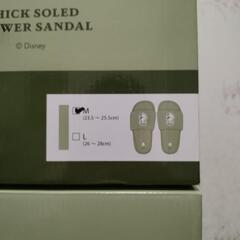 HICK SOLED
WER SANDAL
© Disney
M
(23.5 ~ 25.5cm)
L
(26 ~ 28cm)